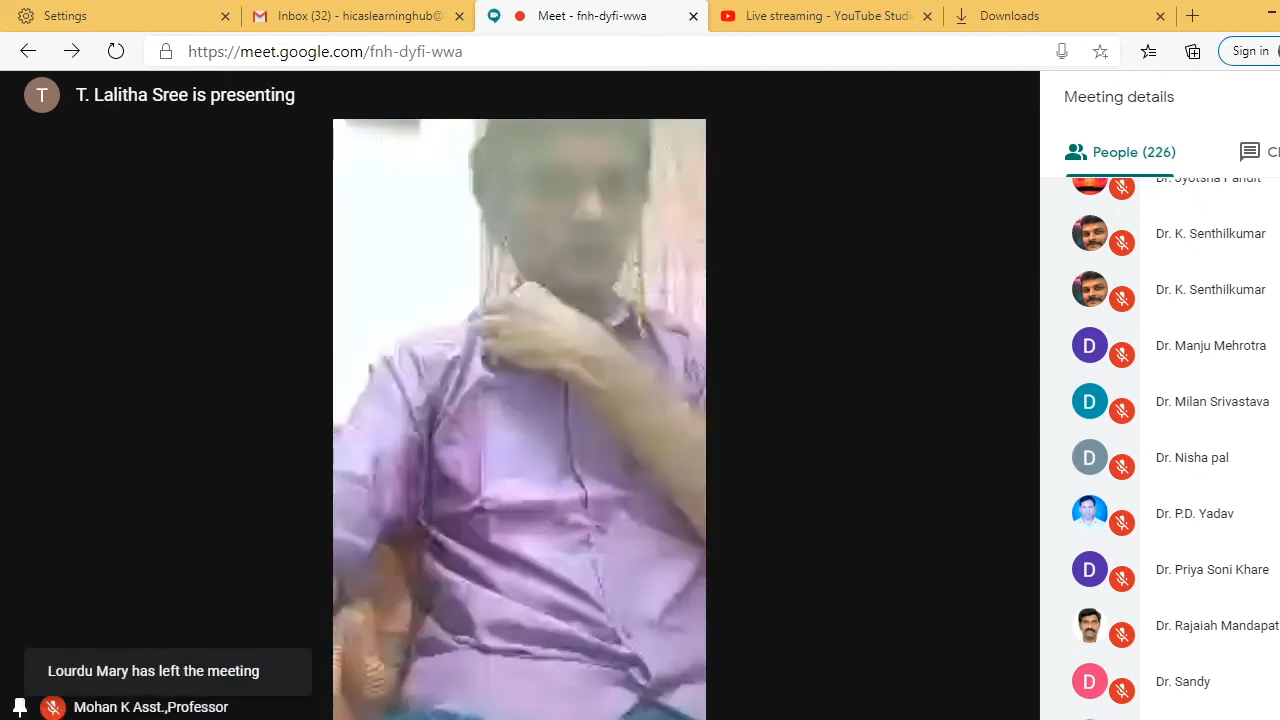 Settings
Inbox (32) - hicaslearninghub@
Meet - fnh-dyfi-wwa
Live streaming - YouTube Studi
Downloads
https://meet.google.com/fnh-dyfi-wwa
Sign in
T
T. Lalitha Sree is presenting
Meeting details
People (226)
Dr. Jyotsna Pandit
Dr. K. Senthilkumar
Dr. K. Senthilkumar
D
Dr. Manju Mehrotra
D
Dr. Milan Srivastava
D
Dr. Nisha pal
Dr. P.D. Yadav
D
Dr. Priya Soni Khare
Dr. Rajaiah Mandapat
D
Dr. Sandy
Lourdu Mary has left the meeting
Mohan K Asst.,Professor